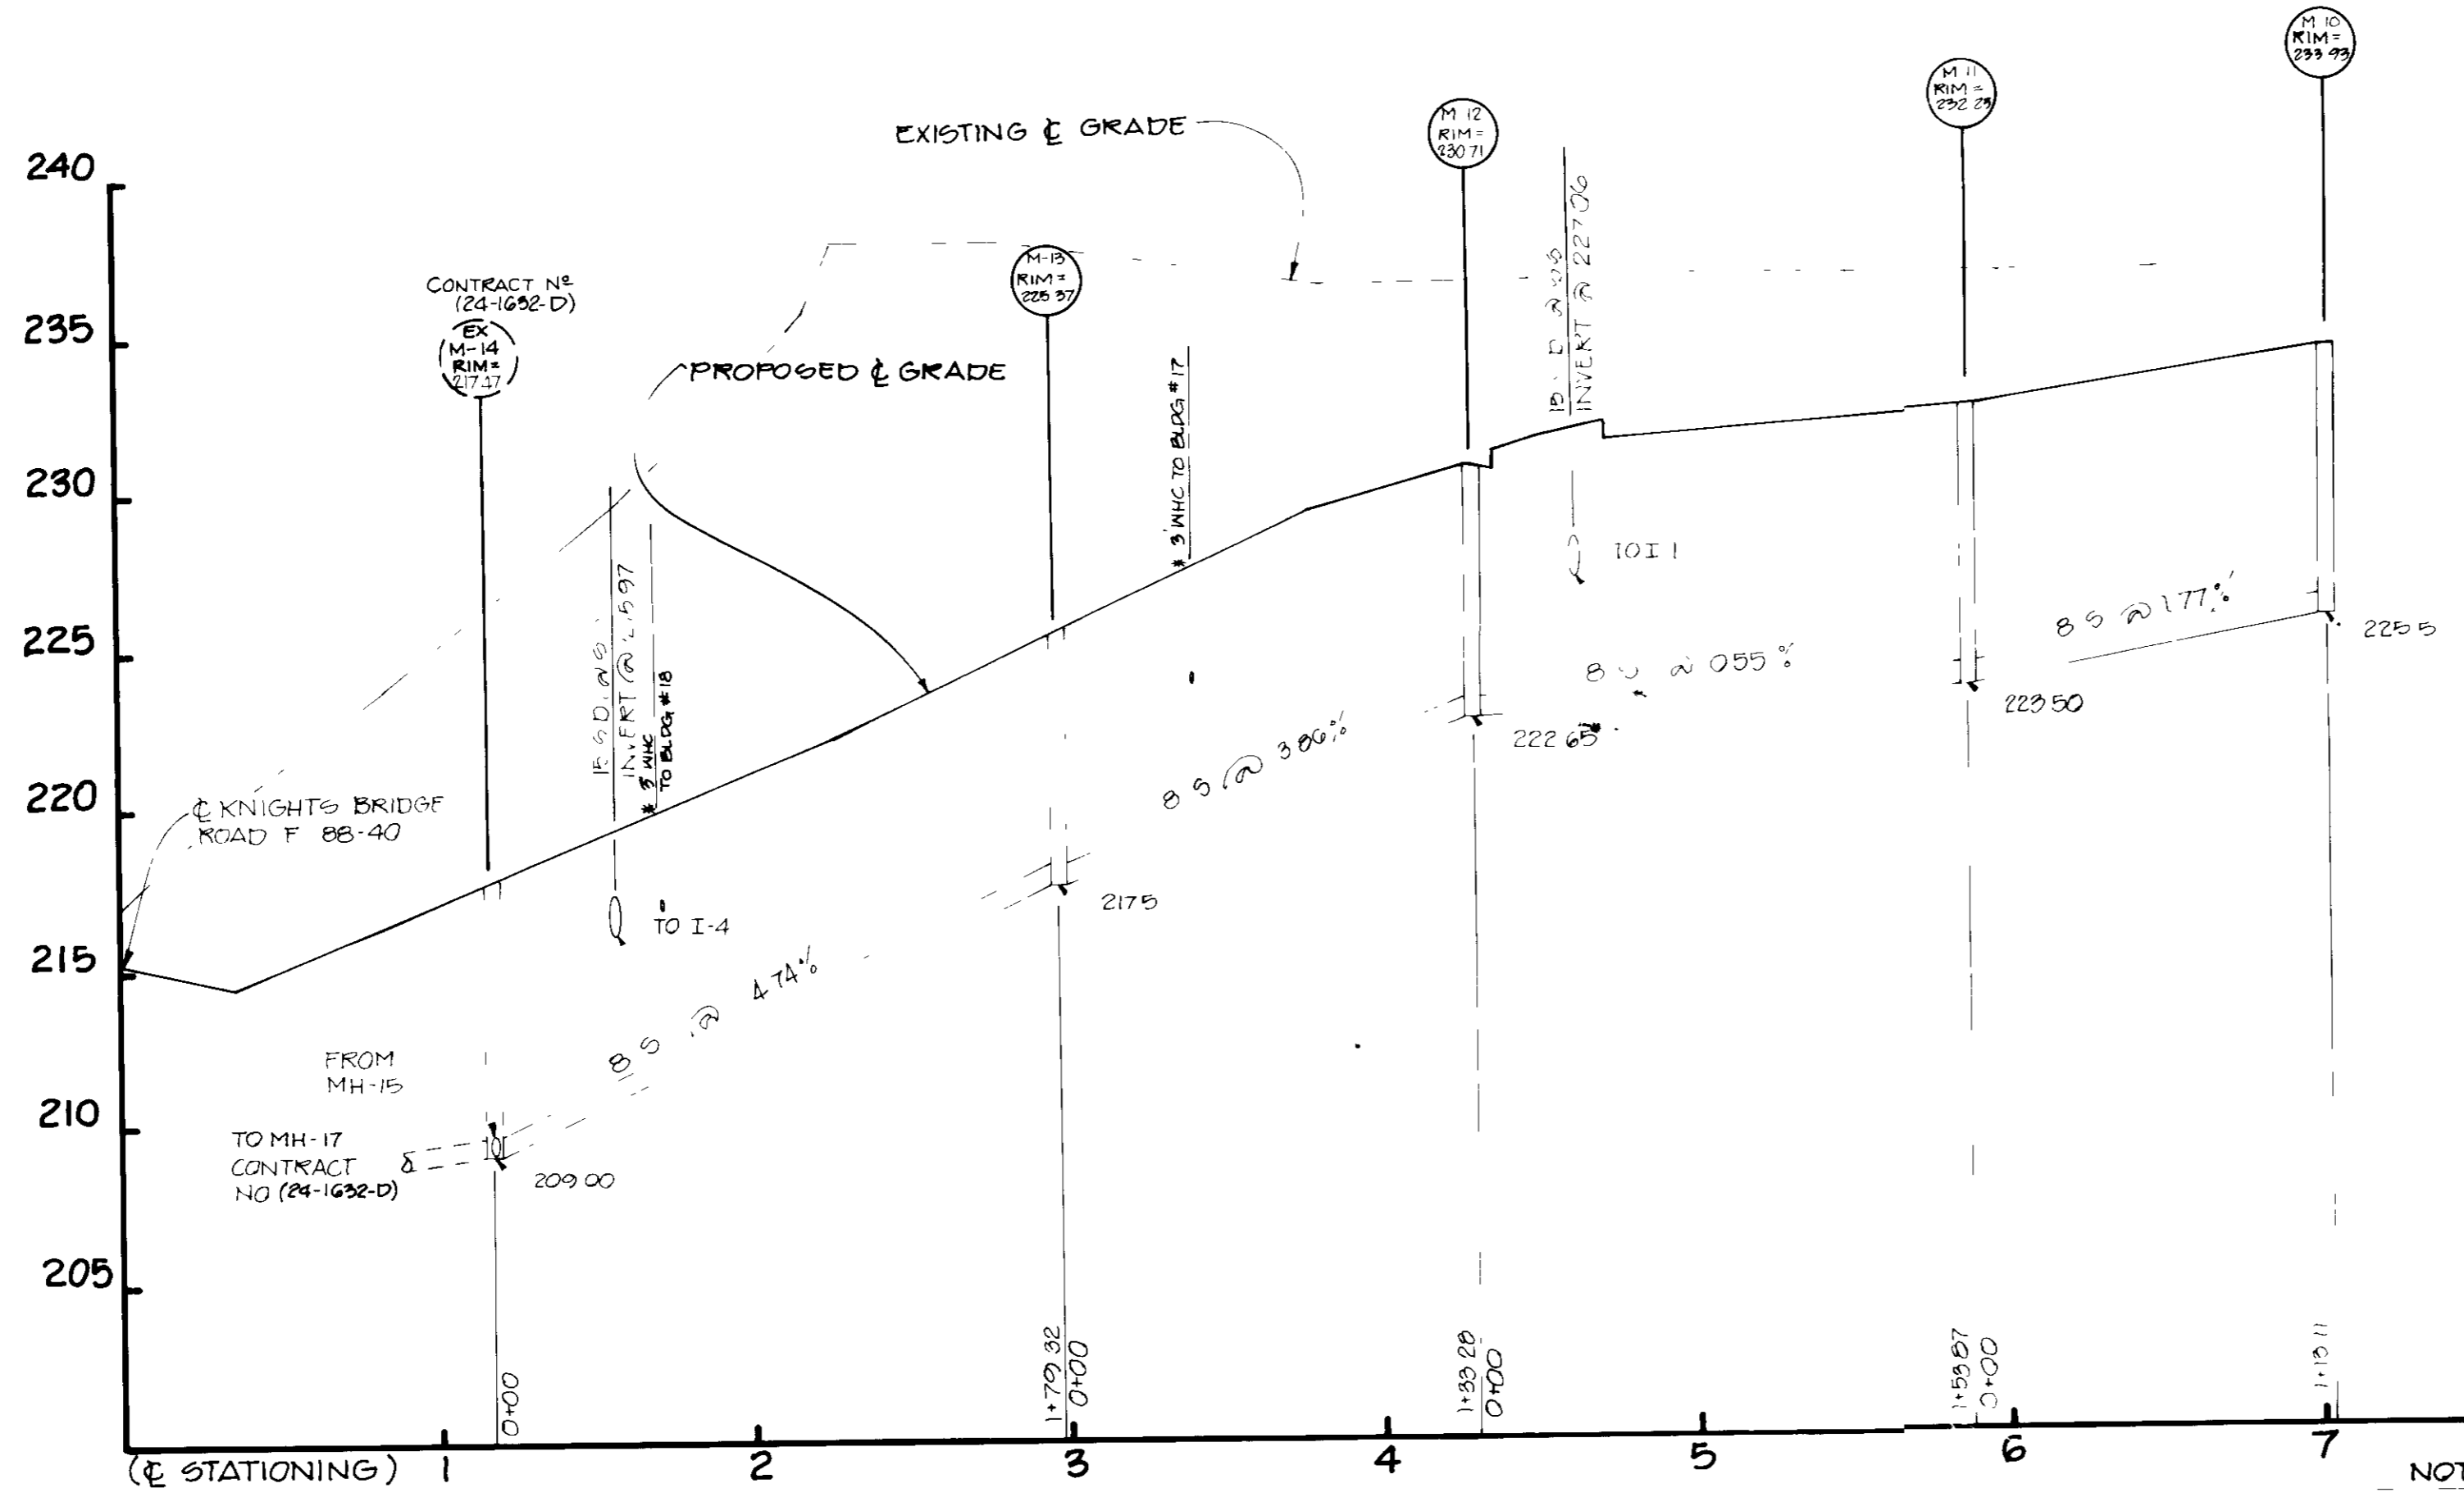 M 10
RIM=
233 93
M 11
RIM=
232 23
M 12
RIM=
230 71
EXISTING ℄ GRADE
M-13
RIM=
225 37
CONTRACT Nº
(24-1632-D)
EX
M-14
RIM=
217.47
PROPOSED ℄ GRADE
240
235
230
225
220
215
210
205
INVERT @ 227 06
* 3" WHC TO BLDG #17
15 S D
INVERT @
* 3" WHC
TO BLDG #18
TO I 1
TO I-4
℄ KNIGHTS BRIDGE
ROAD F 88-40
8 S @ 1 77 %
225 5
8 @ 0 55 %
223 50
8 S @ 3 86 %
222 65
217 5
8 S @ 4 74 %
FROM
MH-15
TO MH-17
CONTRACT
NO (24-1632-D)
209 00
0+00
1+79 32
0+00
1+33 28
0+00
1+53 87
0+00
1+13 11
(℄ STATIONING)
1
2
3
4
5
6
7